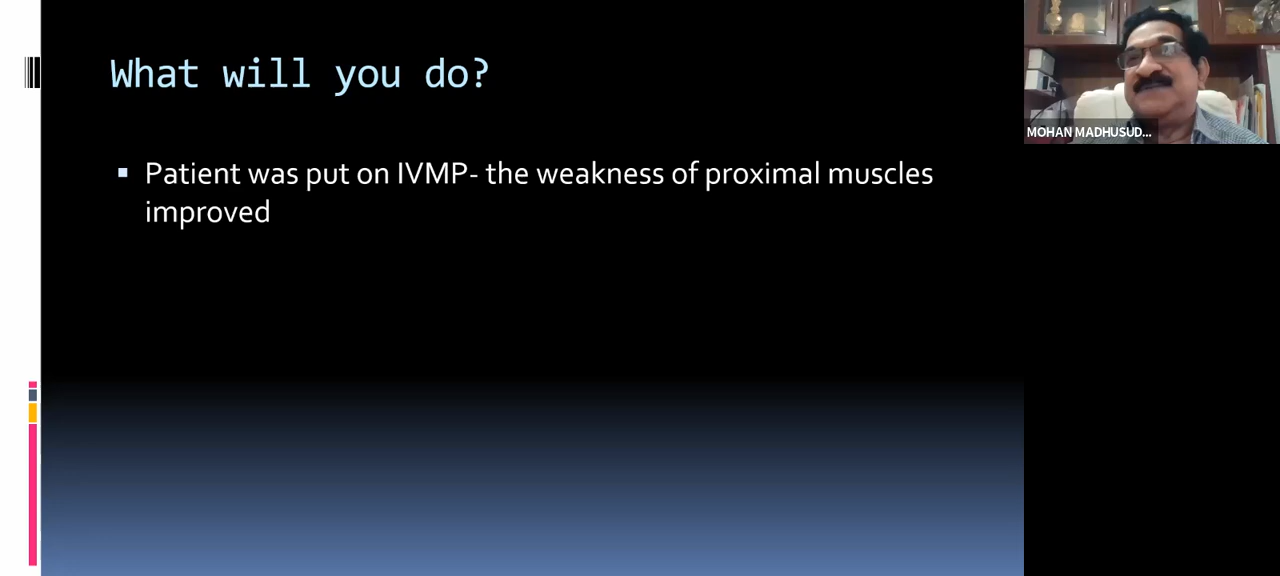 What will you do?
Patient was put on IVMP- the weakness of proximal muscles
improved
MOHAN MADHUSUD...